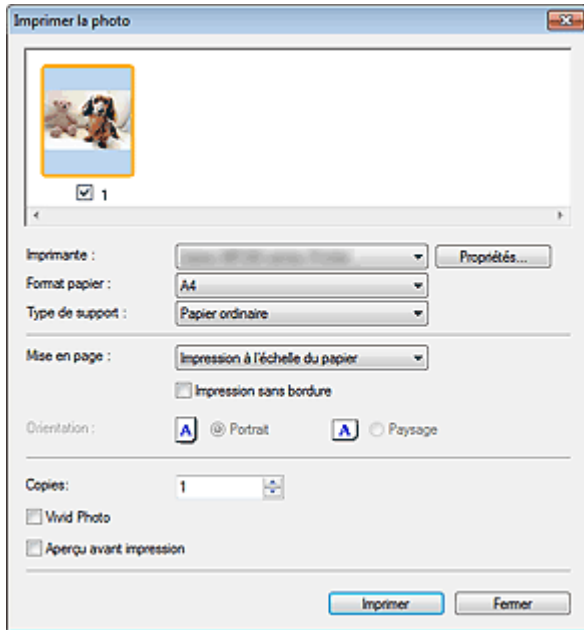 Imprimer la photo
1
Imprimante :
Propriétés...
Format papier : A4
Type de support : Papier ordinaire
Mise en page : Impression à l'échelle du papier
Impression sans bordure
Orientation : A Portrait A Paysage
Copies: 1
Vivid Photo
Aperçu avant impression
Imprimer Fermer